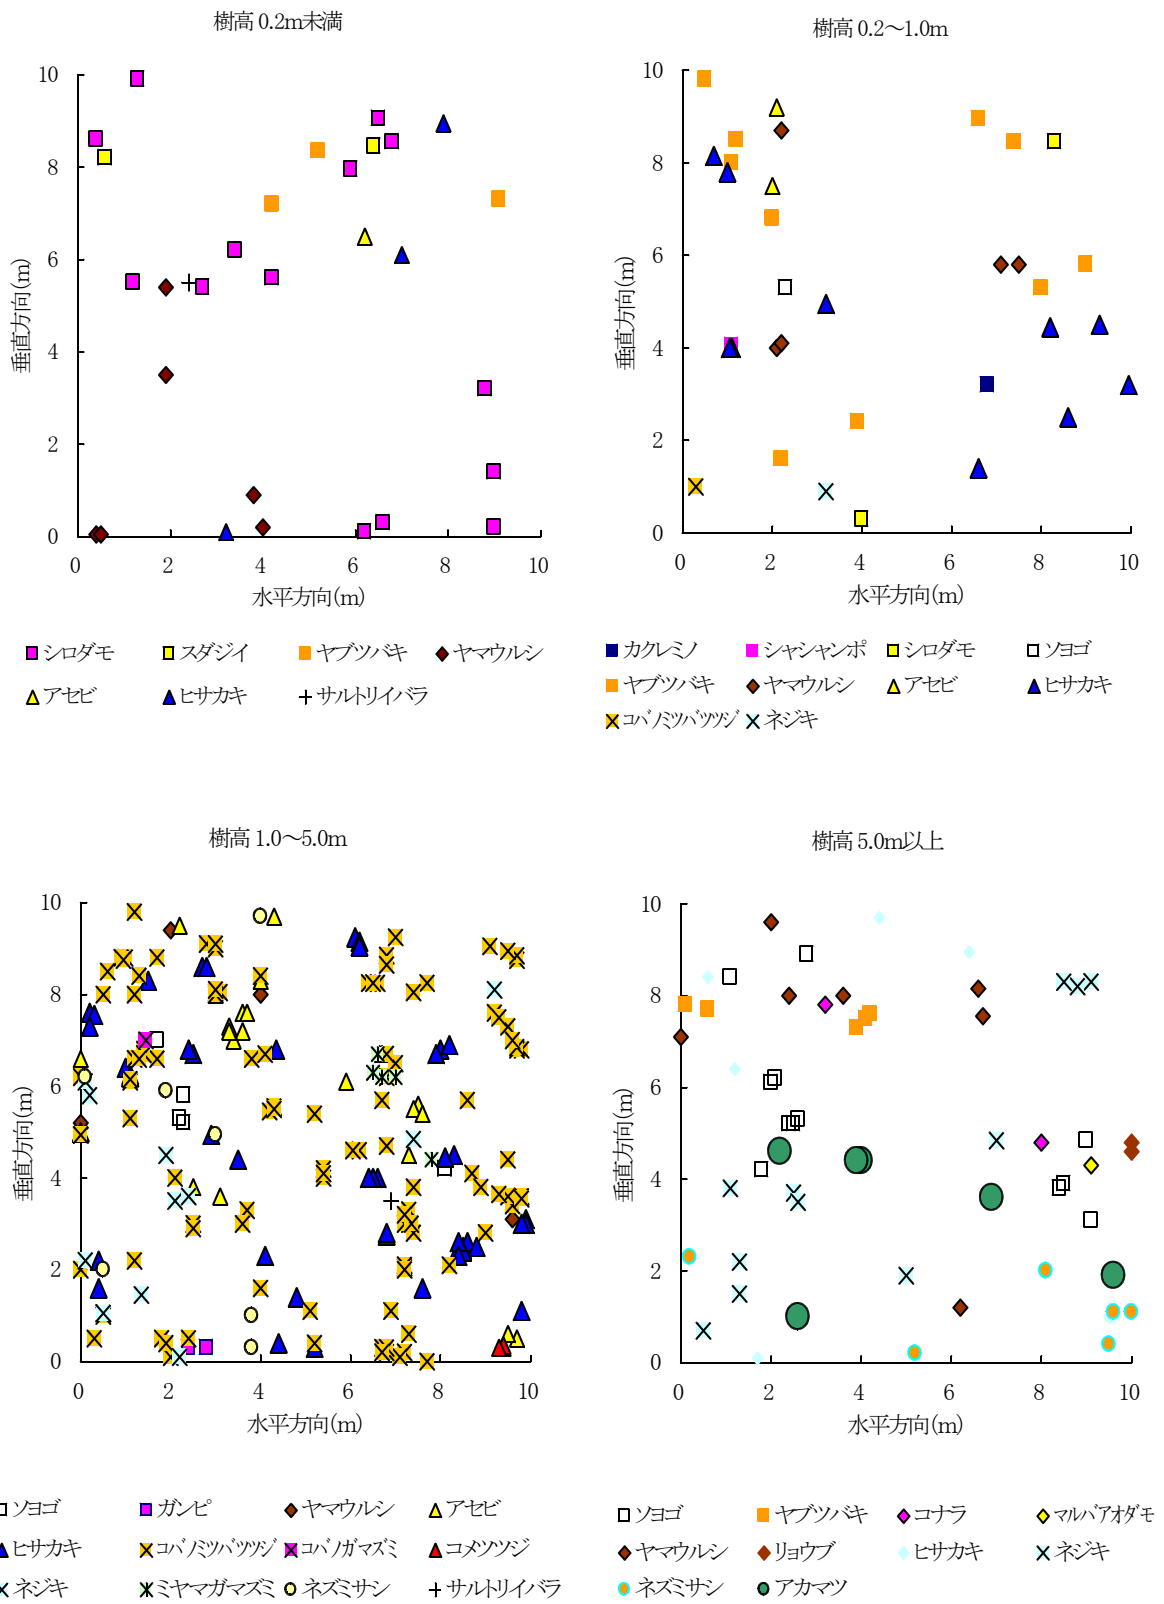 樹高 0.2m未満
10
8
6
4
2
0
0 2 4 6 8 10
垂直方向(m)
水平方向(m)
シロダモ スダジイ ヤブツバキ ヤマウルシ
アセビ ヒサカキ サルトリイバラ
樹高 0.2～1.0m
10
8
6
4
2
0
0 2 4 6 8 10
垂直方向(m)
水平方向(m)
カクレミノ シャシャンポ シロダモ ソヨゴ
ヤブツバキ ヤマウルシ アセビ ヒサカキ
コバノミツバツツジ ネジキ
樹高 1.0～5.0m
10
8
6
4
2
0
0 2 4 6 8 10
垂直方向(m)
水平方向(m)
ソヨゴ ガンピ ヤマウルシ アセビ
ヒサカキ コバノミツバツツジ コバノガマズミ コメツツジ
ネジキ ミヤマガマズミ ネズミサシ サルトリイバラ
樹高 5.0m以上
10
8
6
4
2
0
0 2 4 6 8 10
垂直方向(m)
水平方向(m)
ソヨゴ ヤブツバキ コナラ マルバアオダモ
ヤマウルシ リョウブ ヒサカキ ネジキ
ネズミサシ アカマツ